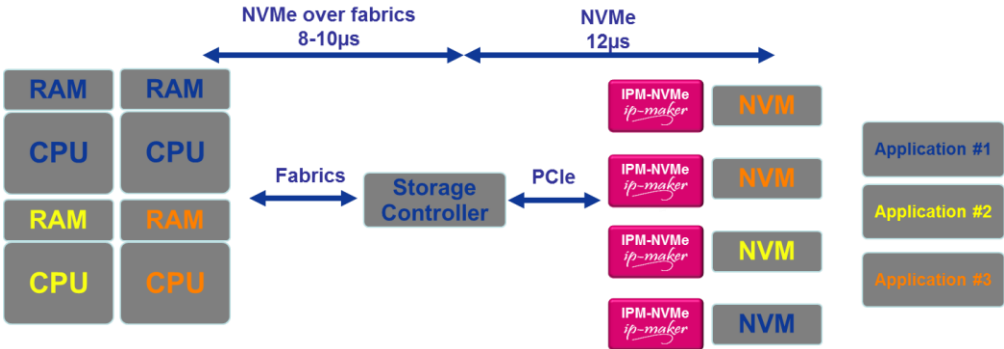 NVMe over fabrics
8-10µs
NVMe
12µs
RAM
RAM
CPU
CPU
RAM
RAM
CPU
CPU
Fabrics
Storage
Controller
PCIe
IPM-NVMe
ip-maker
NVM
IPM-NVMe
ip-maker
NVM
IPM-NVMe
ip-maker
NVM
IPM-NVMe
ip-maker
NVM
Application #1
Application #2
Application #3